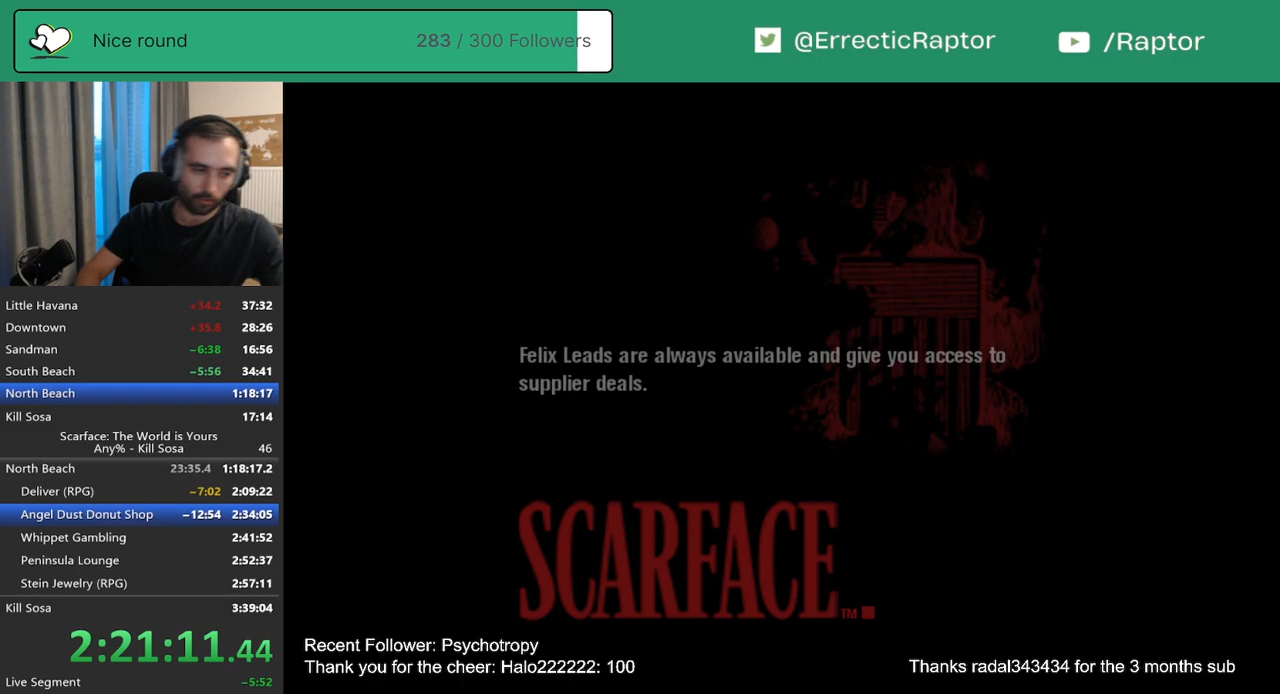 Nice round
283 / 300 Followers
@ErrecticRaptor
/Raptor
of the world
Little Havana +34.2 37:32
Downtown +35.8 28:26
Sandman −6:38 16:56
South Beach −5:56 34:41
North Beach 1:18:17
Kill Sosa 17:14
Scarface: The World is Yours
Any% - Kill Sosa 46
North Beach 23:35.4 1:18:17.2
Deliver (RPG) −7:02 2:09:22
Angel Dust Donut Shop −12:54 2:34:05
Whippet Gambling 2:41:52
Peninsula Lounge 2:52:37
Stein Jewelry (RPG) 2:57:11
Kill Sosa 3:39:04
2:21:11.44
Live Segment −5:52
Felix Leads are always available and give you access to
supplier deals.
SCARFACE TM
Recent Follower: Psychotropy
Thank you for the cheer: Halo222222: 100
Thanks radal343434 for the 3 months sub